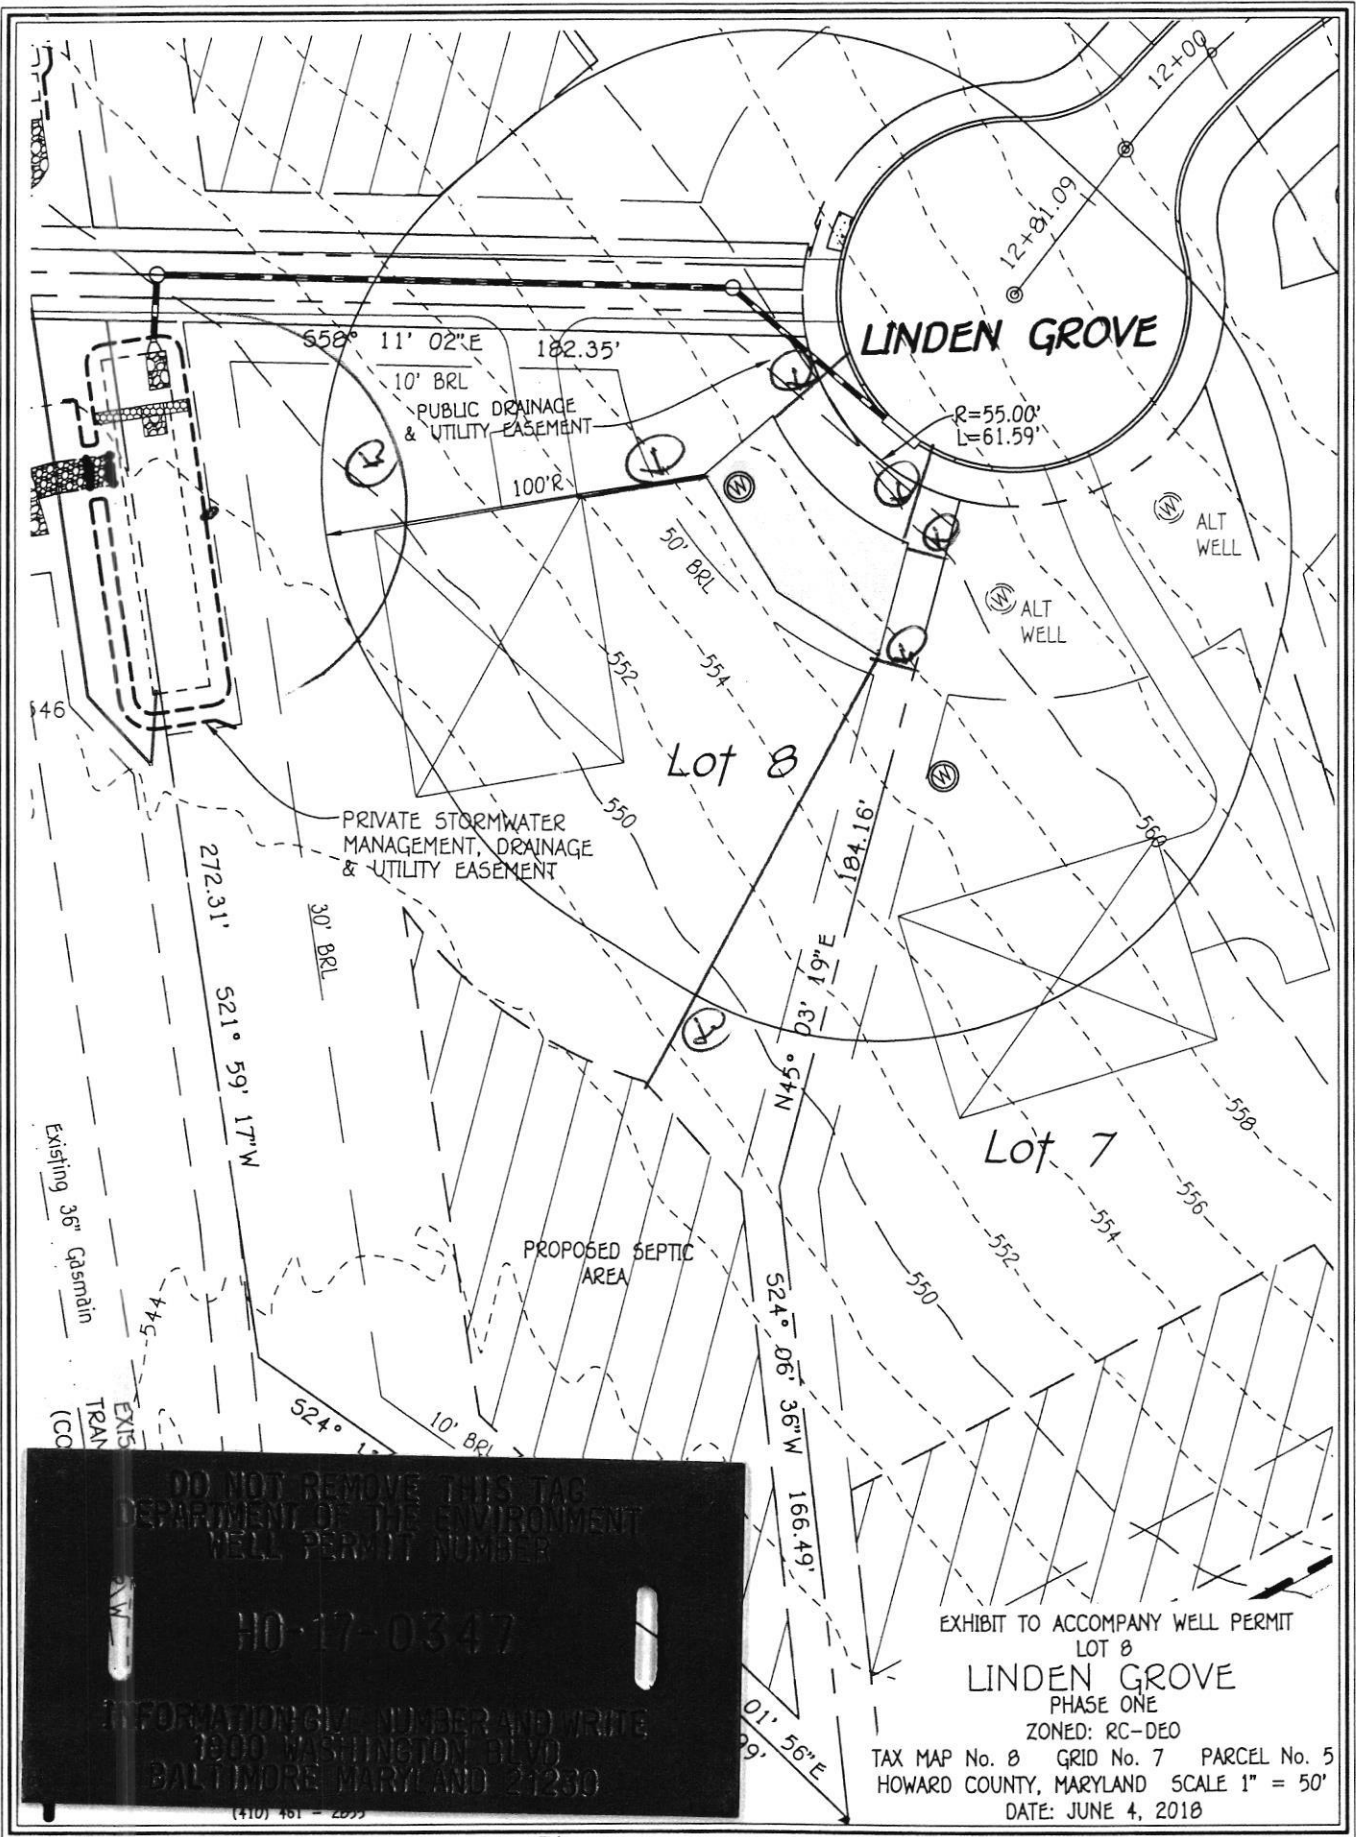 12+00
12+81.09
LINDEN GROVE
S58° 11' 02"E 182.35'
10' BRL
PUBLIC DRAINAGE
& UTILITY EASEMENT
R=55.00'
L=61.59'
100'R
W
W
ALT
WELL
50' BRL
W
ALT
WELL
552
554
546
Lot 8
W
550
560
PRIVATE STORMWATER
MANAGEMENT, DRAINAGE
& UTILITY EASEMENT
184.16'
272.31'
S21° 59' 17"W
30' BRL
N45° 03' 19"E
Lot 7
558
556
554
552
550
Existing 36" Gasmain
PROPOSED SEPTIC
AREA
544
S24° 06' 36"W 166.49'
S24°
10' BRL
DO NOT REMOVE THIS TAG
DEPARTMENT OF THE ENVIRONMENT
WELL PERMIT NUMBER
HO-17-0347
NUMBER AND WRITE
1800 WASHINGTON BLVD
BALTIMORE MARYLAND 21230
01' 56"E
EXHIBIT TO ACCOMPANY WELL PERMIT
LOT 8
LINDEN GROVE
PHASE ONE
ZONED: RC-DEO
TAX MAP No. 8 GRID No. 7 PARCEL No. 5
HOWARD COUNTY, MARYLAND SCALE 1" = 50'
DATE: JUNE 4, 2018